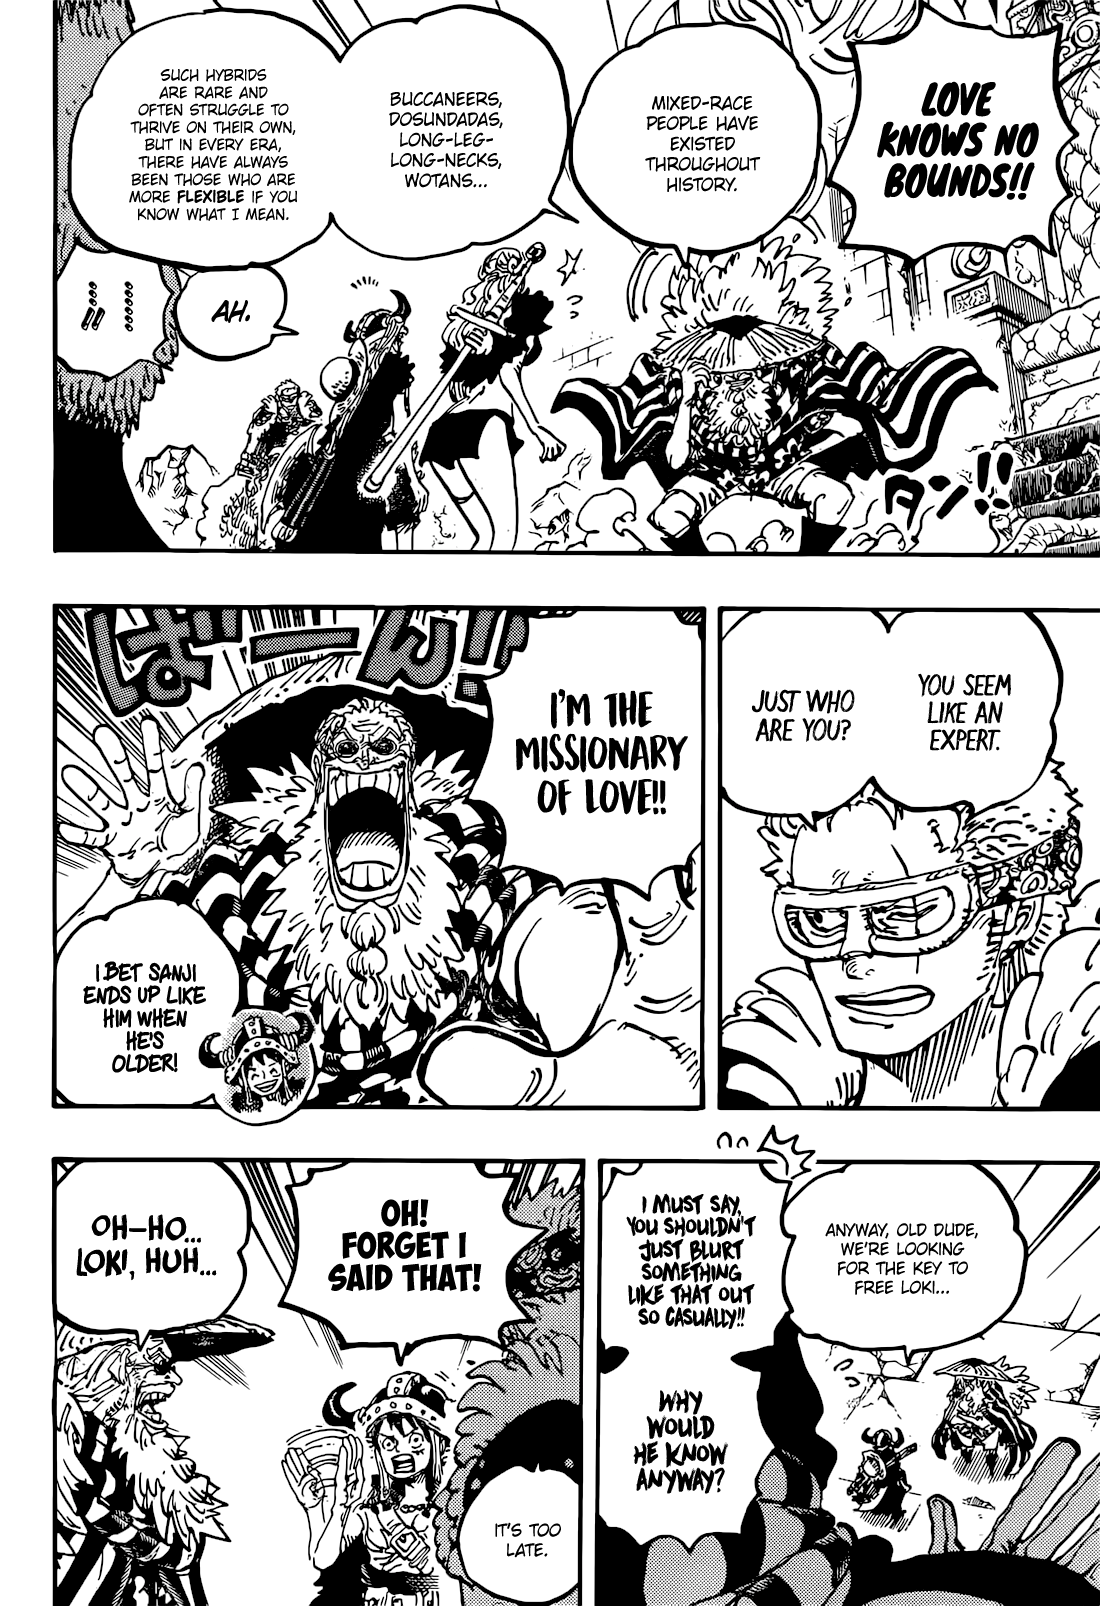 LOVE
KNOWS NO
BOUNDS!!
MIXED-RACE
PEOPLE HAVE
EXISTED
THROUGHOUT
HISTORY.
BUCCANEERS,
DOSUNDADAS,
LONG-LEG-
LONG-NECKS,
WOTANS...
SUCH HYBRIDS
ARE RARE AND
OFTEN STRUGGLE TO
THRIVE ON THEIR OWN,
BUT IN EVERY ERA,
THERE HAVE ALWAYS
BEEN THOSE WHO ARE
MORE FLEXIBLE IF YOU
KNOW WHAT I MEAN.
AH.
タン!!
YOU SEEM
LIKE AN
EXPERT.
JUST WHO
ARE YOU?
ばーん!!
I'M THE
MISSIONARY
OF LOVE!!
I BET SANJI
ENDS UP LIKE
HIM WHEN
HE'S
OLDER!
ANYWAY, OLD DUDE,
WE'RE LOOKING
FOR THE KEY TO
FREE LOKI...
I MUST SAY,
YOU SHOULDN'T
JUST BLURT
SOMETHING
LIKE THAT OUT
SO CASUALLY!!
WHY
WOULD
HE KNOW
ANYWAY?
OH!
FORGET I
SAID THAT!
IT'S TOO
LATE.
OH-HO...
LOKI, HUH...